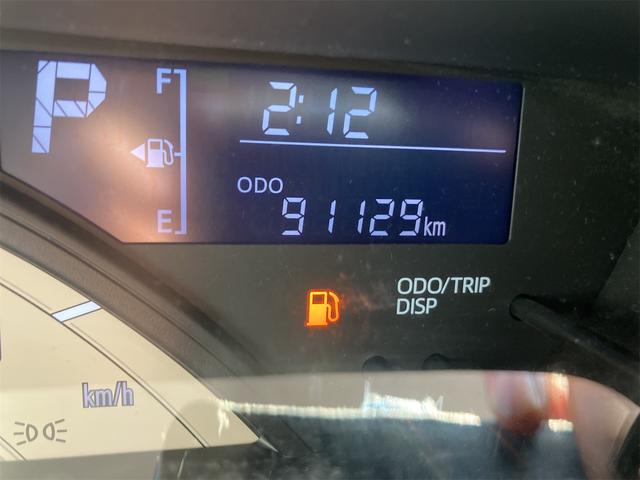 P
F
2:12
E
ODO
91129km
ODO/TRIP
DISP
km/h